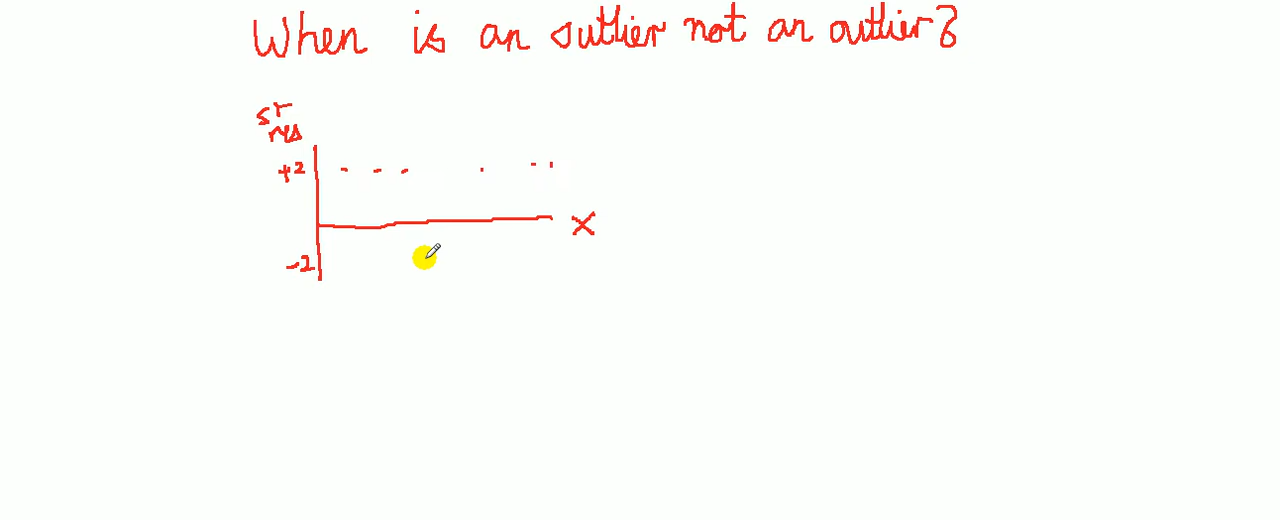 When is an outlier not an outlier?
st
res
+2
X
-2